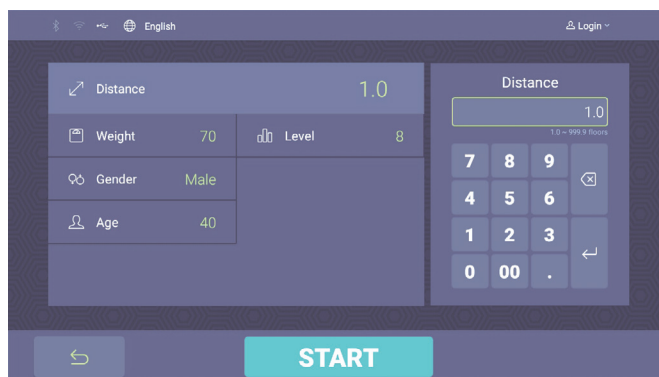 English
Login
Distance 1.0
Weight 70
Level 8
Gender Male
Age 40
Distance
1.0
1.0 ~ 999.9 floors
7 8 9
4 5 6
1 2 3
0 00 .
START